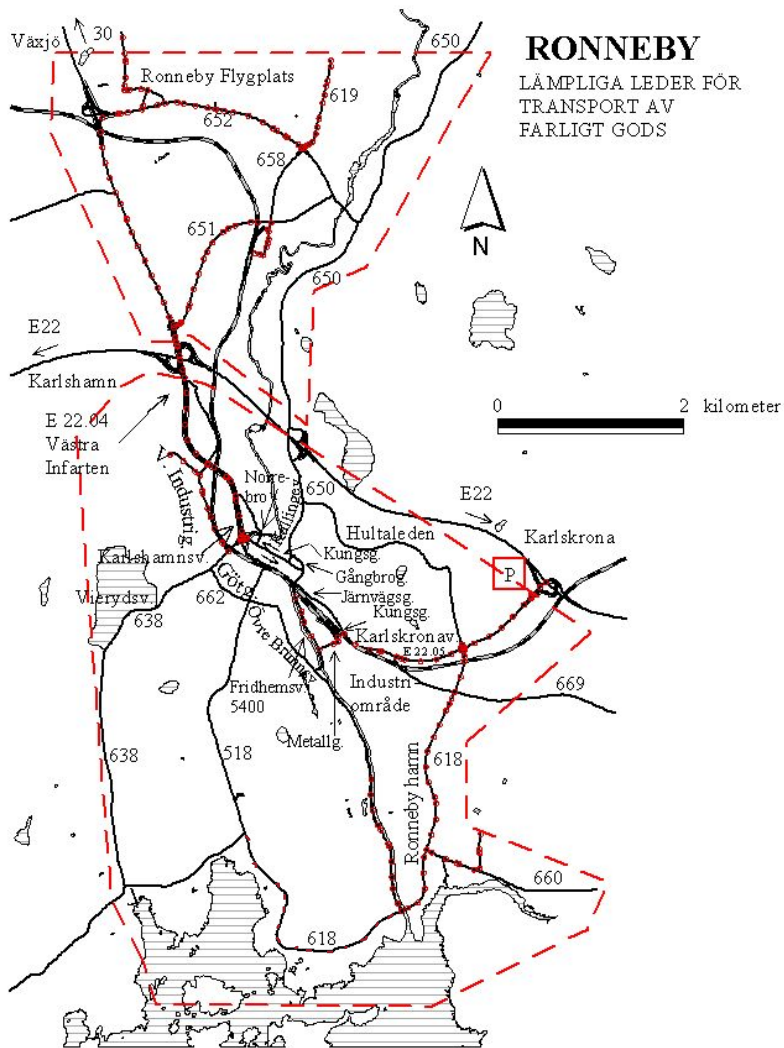 RONNEBY
LÄMPLIGA LEDER FÖR
TRANSPORT AV
FARLIGT GODS
Växjö
30
650
Ronneby Flygplats
619
652
658
651
N
650
E22
Karlshamn
0 2 kilometer
E 22.04
Västra
Infarten
V. Industrig.
Norre-
bro
650
E22
Karlskrona
Hultaleden
P
Karlshamnsv.
Kungsg.
Gångbrog.
Götg.
Järnvägsg.
Vierydsv.
662
Kungsg.
638
Övre Brunnsv.
Karlskronav.
E 22.05
Fridhemsv.
5400
Industri-
område
669
Metallg.
638
518
618
Ronneby hamn
660
618